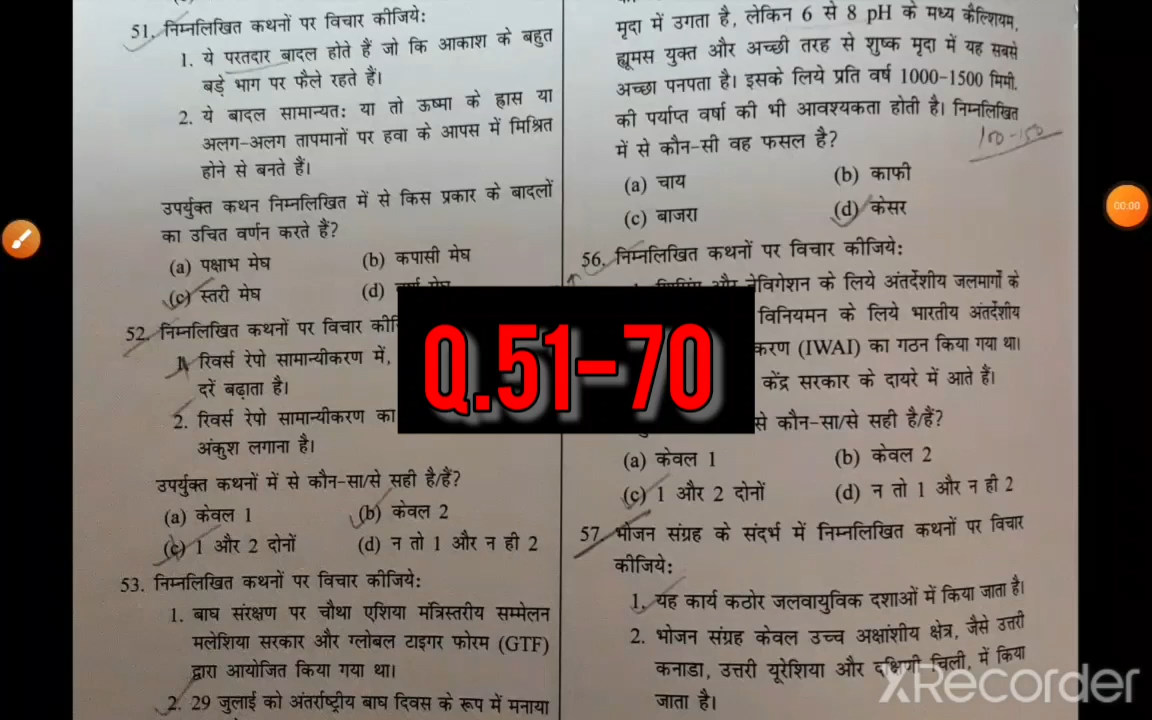 51. निम्नलिखित कथनों पर विचार कीजिये:
1. ये परतदार बादल होते हैं जो कि आकाश के बहुत
बड़े भाग पर फैले रहते हैं।
2. ये बादल सामान्यतः या तो ऊष्मा के ह्रास या
अलग-अलग तापमानों पर हवा के आपस में मिश्रित
होने से बनते हैं।
उपर्युक्त कथन निम्नलिखित में से किस प्रकार के बादलों
का उचित वर्णन करते हैं?
(a) पक्षाभ मेघ (b) कपासी मेघ
(c) स्तरी मेघ (d)
52. निम्नलिखित कथनों पर विचार
1. रिवर्स रेपो सामान्यीकरण में,
दरें बढ़ाता है।
2. रिवर्स रेपो सामान्यीकरण का
अंकुश लगाना है।
उपर्युक्त कथनों में से कौन-सा/से सही है/हैं?
(a) केवल 1 (b) केवल 2
(c) 1 और 2 दोनों (d) न तो 1 और न ही 2
53. निम्नलिखित कथनों पर विचार कीजिये:
1. बाघ संरक्षण पर चौथा एशिया मंत्रिस्तरीय सम्मेलन
मलेशिया सरकार और ग्लोबल टाइगर फोरम (GTF)
द्वारा आयोजित किया गया था।
2. 29 जुलाई को अंतर्राष्ट्रीय बाघ दिवस के रूप में मनाया
मृदा में उगता है, लेकिन 6 से 8 pH के मध्य कैल्शियम,
ह्यूमस युक्त और अच्छी तरह से शुष्क मृदा में यह सबसे
अच्छा पनपता है। इसके लिये प्रति वर्ष 1000-1500 मिमी.
की पर्याप्त वर्षा की भी आवश्यकता होती है। निम्नलिखित
में से कौन-सी वह फसल है?
100-150
(a) चाय (b) काफी
(c) बाजरा (d) केसर
56. निम्नलिखित कथनों पर विचार कीजिये:
और नेविगेशन के लिये अंतर्देशीय जलमार्गों के
विनियमन के लिये भारतीय अंतर्देशीय
(IWAI) का गठन किया गया था।
केंद्र सरकार के दायरे में आते हैं।
से कौन-सा/से सही है/हैं?
(a) केवल 1 (b) केवल 2
(c) 1 और 2 दोनों (d) न तो 1 और न ही 2
57. भोजन संग्रह के संदर्भ में निम्नलिखित कथनों पर विचार
कीजिये:
1. यह कार्य कठोर जलवायुविक दशाओं में किया जाता है।
2. भोजन संग्रह केवल उच्च अक्षांशीय क्षेत्र, जैसे उत्तरी
कनाडा, उत्तरी यूरेशिया और दक्षिणी चिली, में किया
जाता है।
Q.51-70
00:00
XRecorder